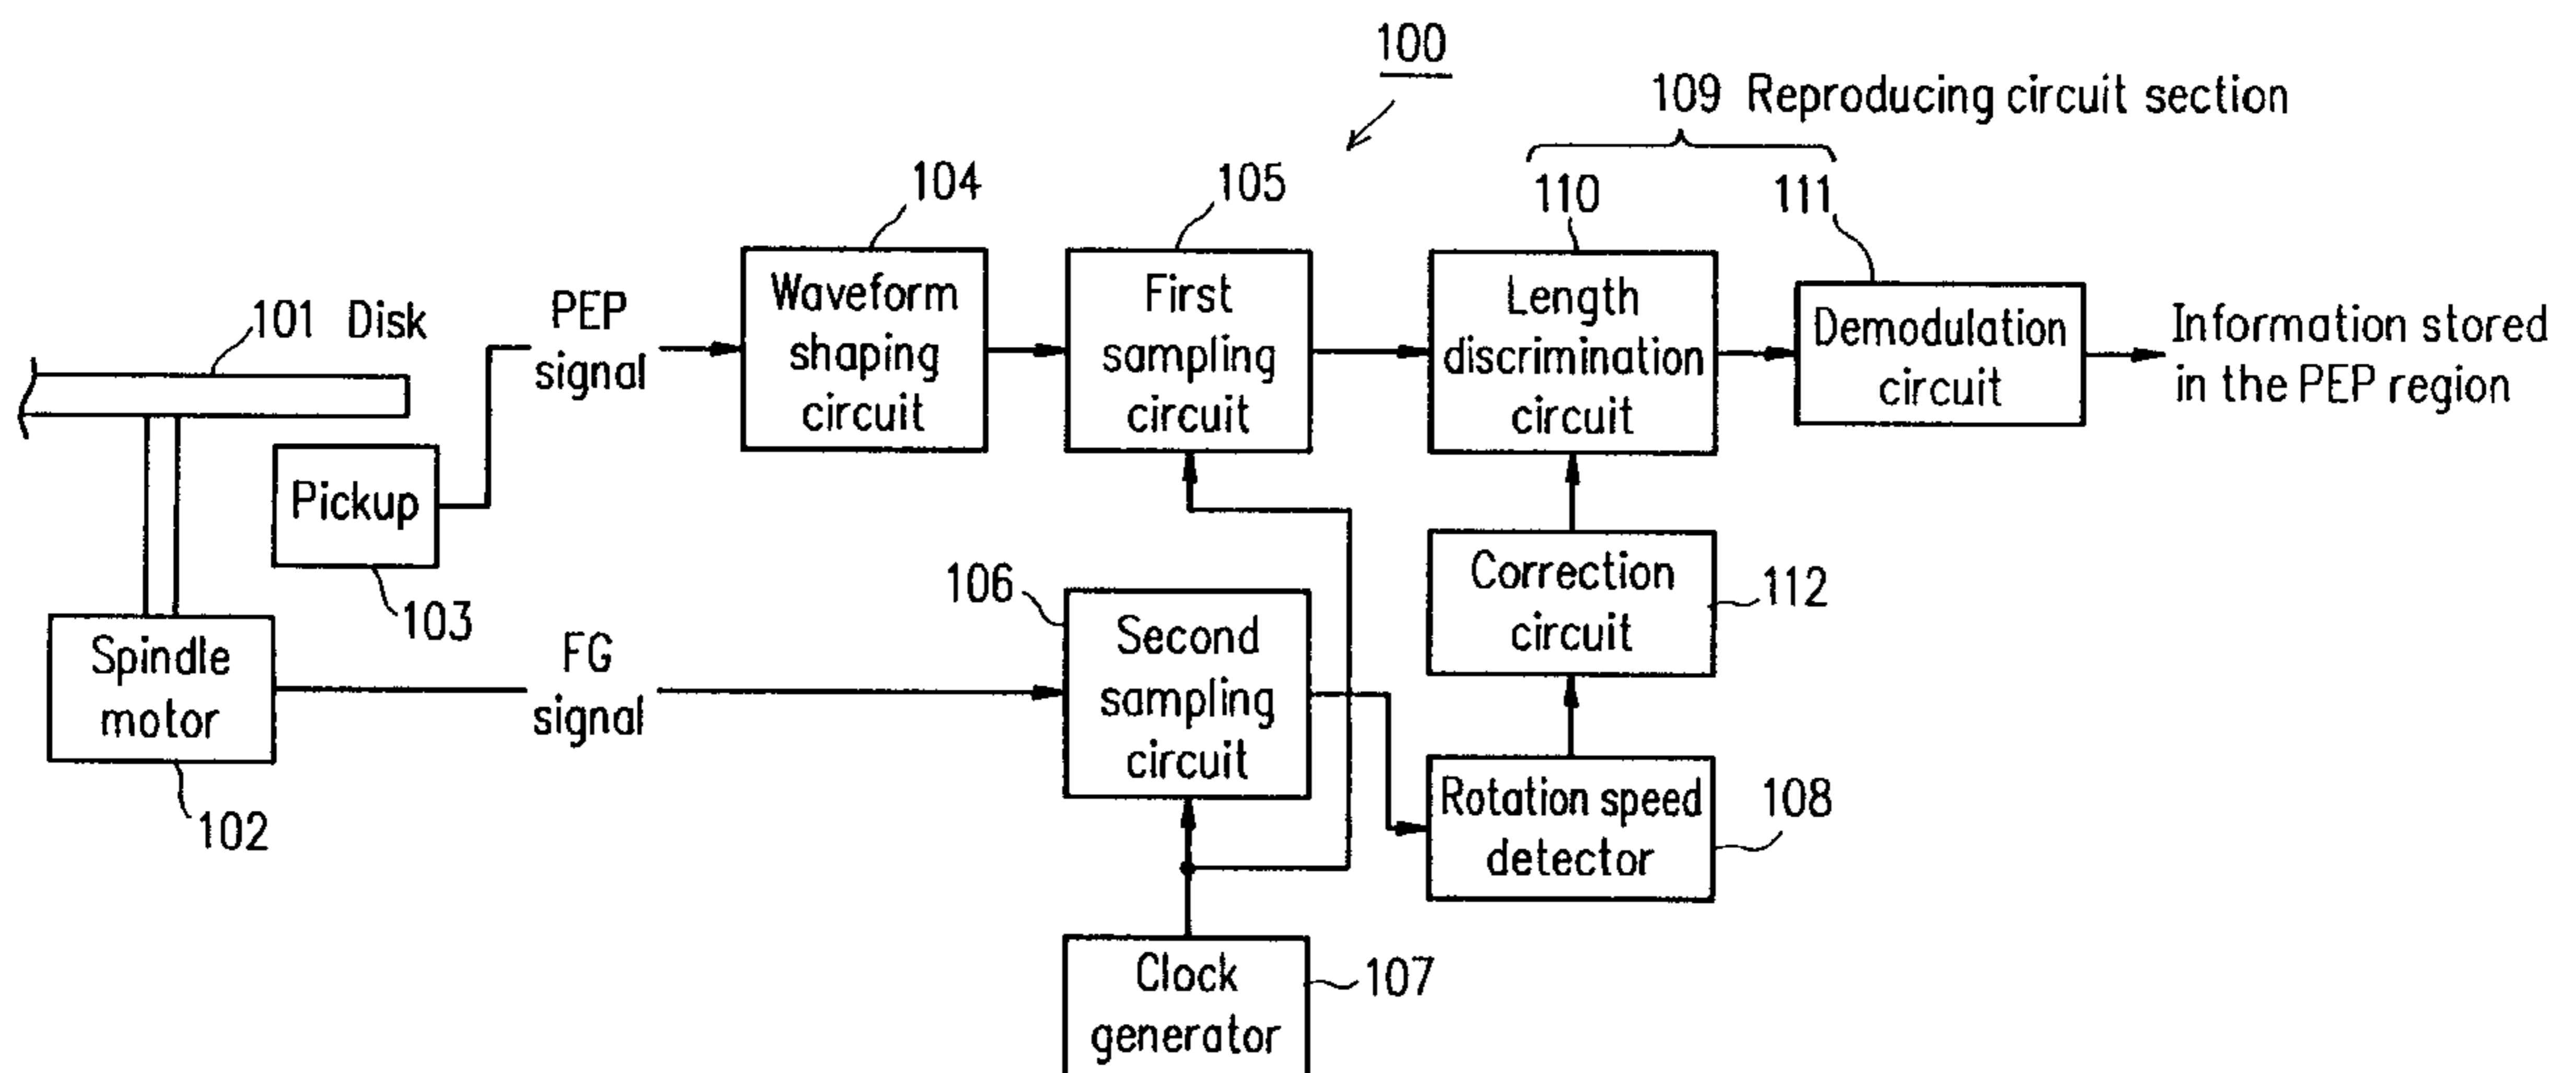 100
109 Reproducing circuit section
104
105
110
111
Waveform
shaping
circuit
First
sampling
circuit
Length
discrimination
circuit
Demodulation
circuit
Information stored
in the PEP region
101 Disk
PEP
signal
Pickup
103
Correction
circuit
112
106
Second
sampling
circuit
Spindle
motor
102
FG
signal
Rotation speed
detector
108
Clock
generator
107